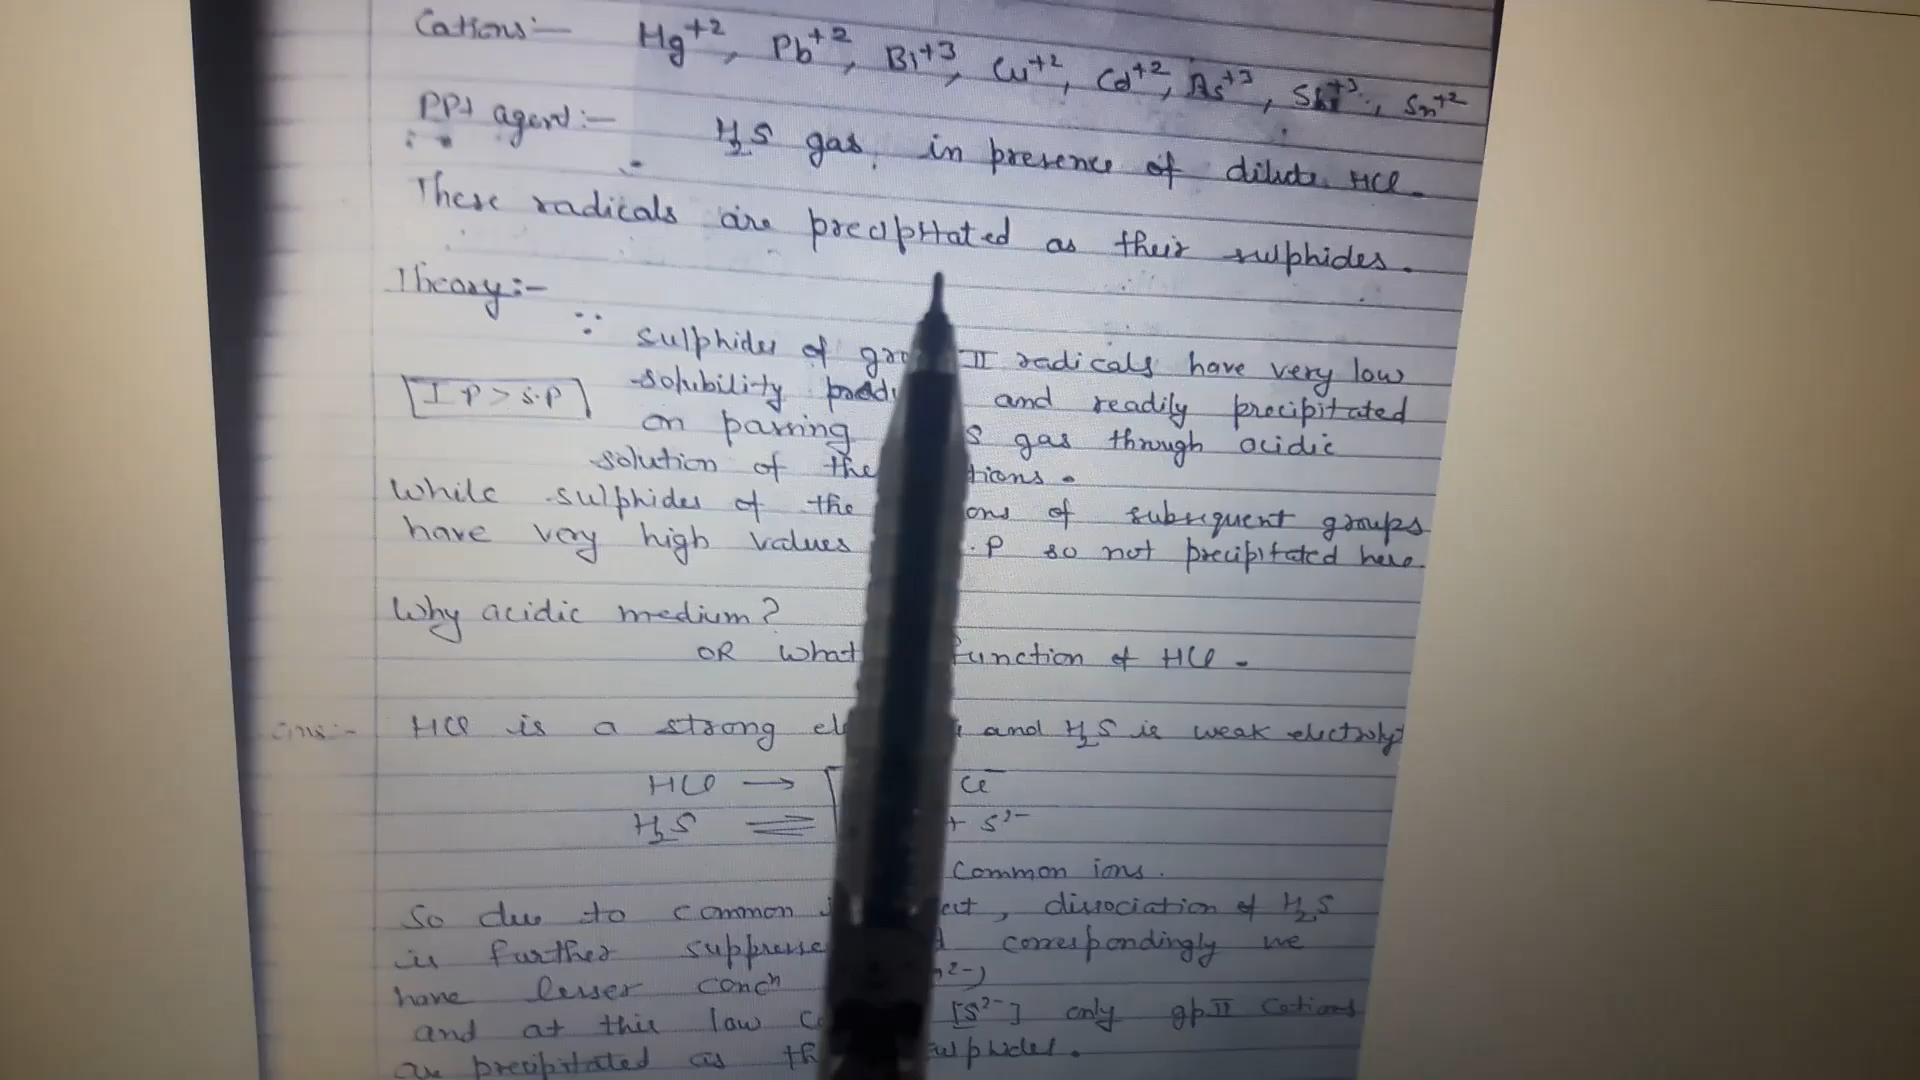 Cations:- Hg+2, Pb+2, Bi+3, Cu+2, Cd+2, As+3, Sb+3, Sn+2
PPt agent:- H2S gas, in presence of dilute HCl.
These radicals are precipitated as their sulphides.
Theory:-
∵ sulphides of gro II radicals have very low
[I P > S.P] solubility prod and readily precipitated
on passing S gas through acidic
solution of the tions.
While sulphides of the ons of subsequent groups
have very high values .P so not precipitated here.
Why acidic medium?
OR What function of HCl.
Ans:- HCl is a strong el and H2S is weak electrolyt
HCl → Cl-
H2S ⇌ + S2-
Common ions.
So due to common ect, dissociation of H2S
is further suppresse correspondingly we
have lesser concn 2-)
and at this low co [S2-] only gp II Cations
are precipitated as th sulphides.